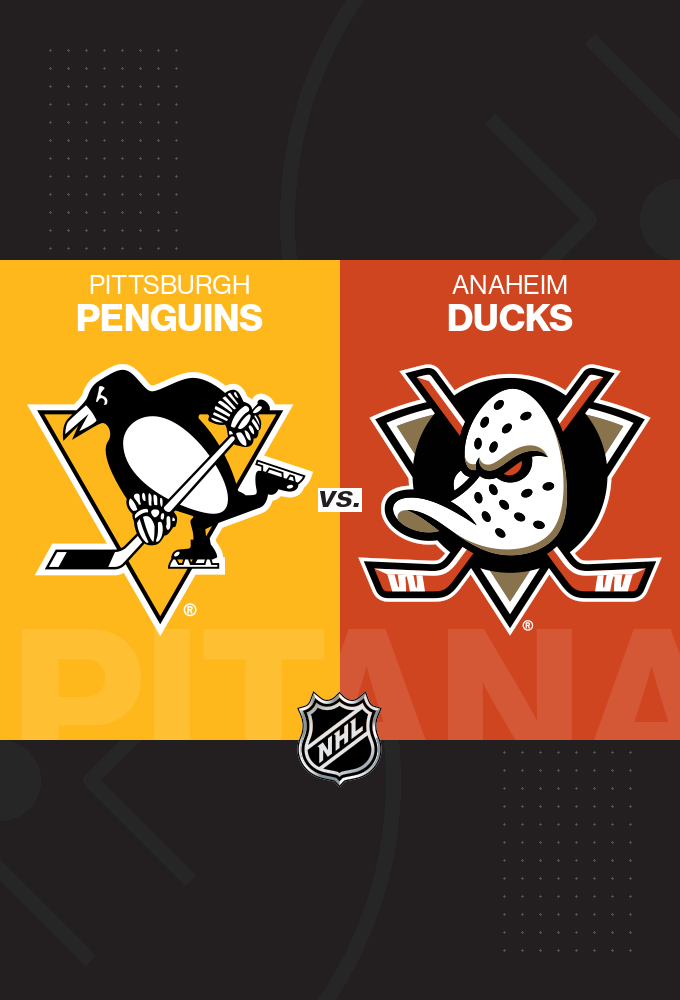 PITTSBURGH
PENGUINS
ANAHEIM
DUCKS
vs.
®
®
PIT
ANA
NHL